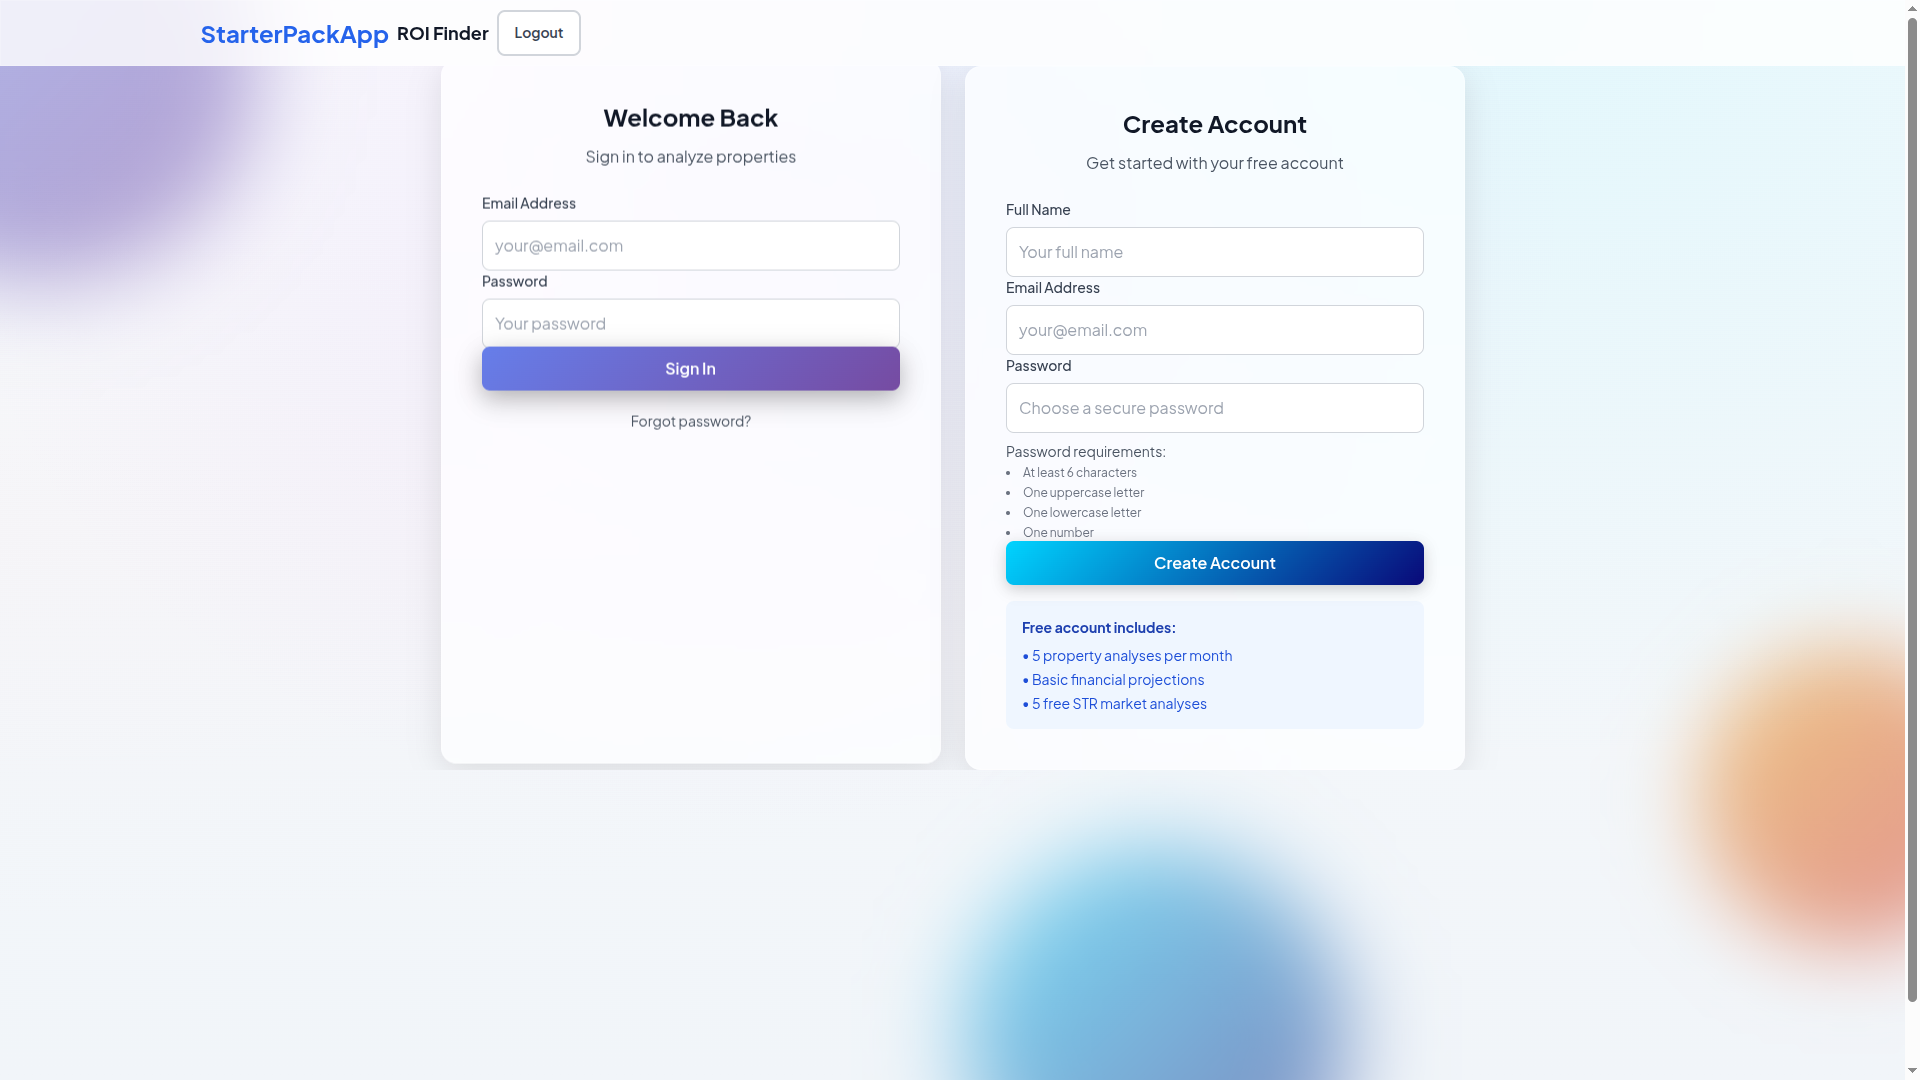 StarterPackApp ROI Finder Logout
Welcome Back
Sign in to analyze properties
Email Address
your@email.com
Password
Your password
Sign In
Forgot password?
Create Account
Get started with your free account
Full Name
Your full name
Email Address
your@email.com
Password
Choose a secure password
Password requirements:
• At least 6 characters
• One uppercase letter
• One lowercase letter
• One number
Create Account
Free account includes:
• 5 property analyses per month
• Basic financial projections
• 5 free STR market analyses